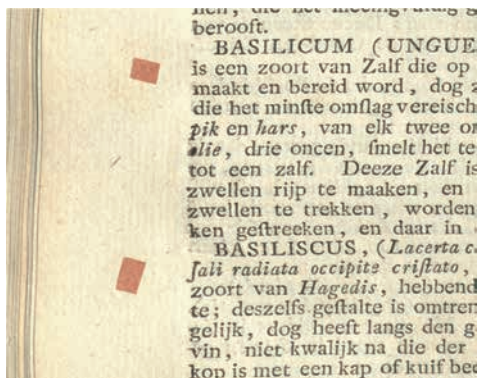 berooft.
BASILICUM (UNGUE
is een zoort van Zalf die op
maakt en bereid word, dog
die het minſte omſlag vereisch
pik en hars, van elk twee
olie, drie oncen, ſmelt het te
tot een zalf. Deeze Zalf is
zwellen rijp te maaken, en
zwellen te trekken, worden
ken geſtreeken, en daar in
BASILISCUS, (Lacerta
ſali radiata occipite criſtato,
zoort van Hagedis, hebbend
te; deszelfs geſtalte is omtren
gelijk, dog heeft langs den g
vin, niet kwalijk na die der
kop is met een kap of kuif